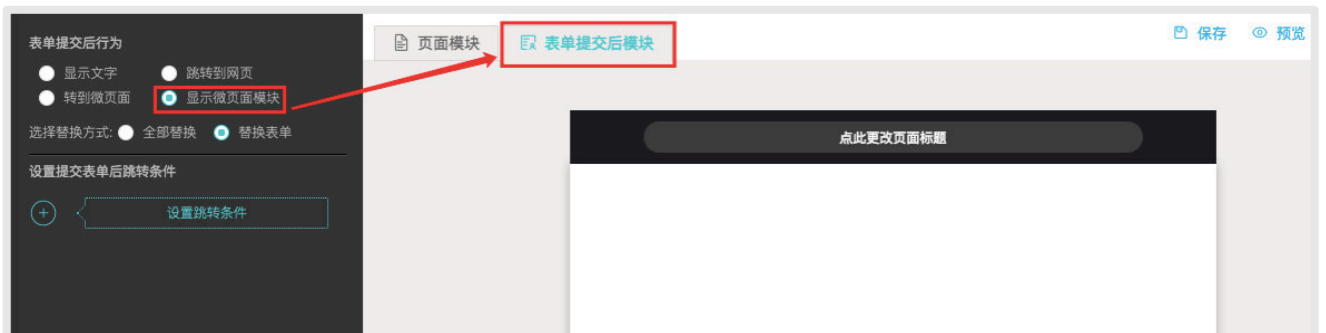 表单提交后行为
显示文字 跳转到网页
转到微页面 显示微页面模块
选择替换方式: 全部替换 替换表单
设置提交表单后跳转条件
设置跳转条件
页面模块 表单提交后模块
保存 预览
点此更改页面标题